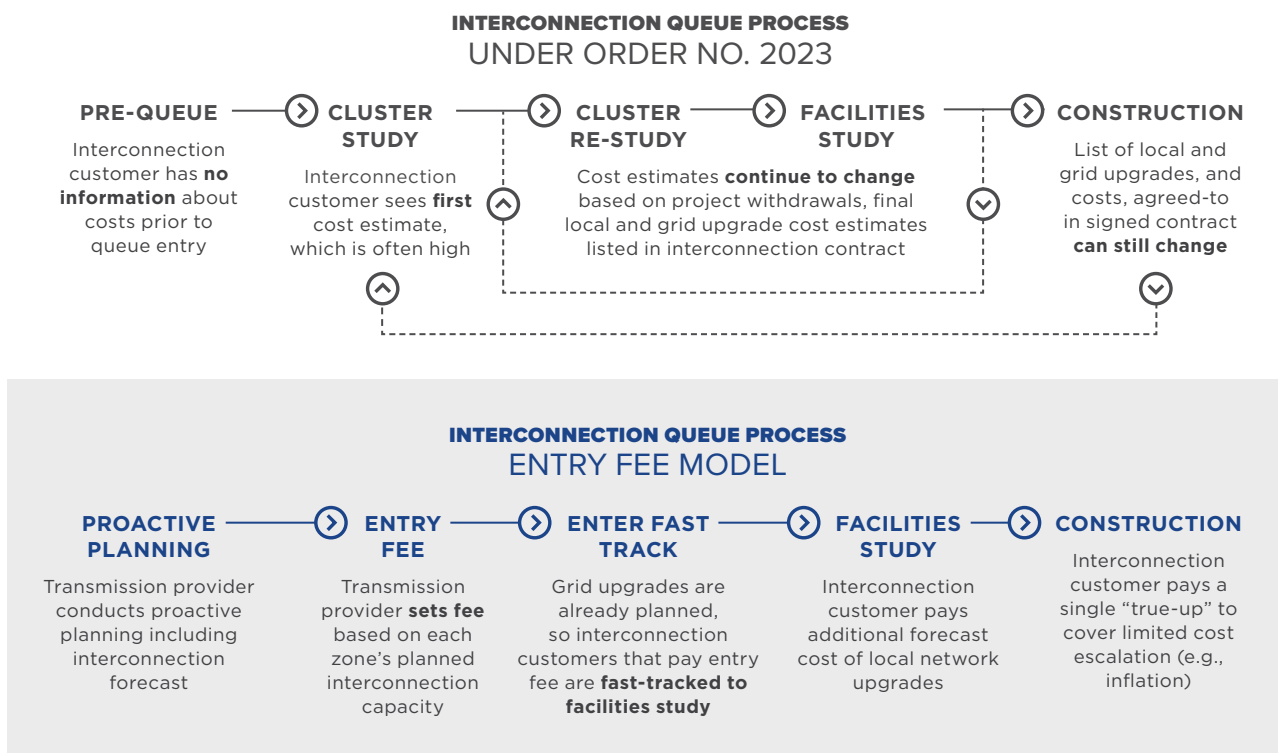 INTERCONNECTION QUEUE PROCESS
UNDER ORDER NO. 2023
PRE-QUEUE
Interconnection
customer has no
information about
costs prior to
queue entry
CLUSTER
STUDY
Interconnection
customer sees first
cost estimate,
which is often high
CLUSTER
RE-STUDY
FACILITIES
STUDY
Cost estimates continue to change
based on project withdrawals, final
local and grid upgrade cost estimates
listed in interconnection contract
CONSTRUCTION
List of local and
grid upgrades, and
costs, agreed-to
in signed contract
can still change
INTERCONNECTION QUEUE PROCESS
ENTRY FEE MODEL
PROACTIVE
PLANNING
Transmission provider
conducts proactive
planning including
interconnection
forecast
ENTRY
FEE
Transmission
provider sets fee
based on each
zone’s planned
interconnection
capacity
ENTER FAST
TRACK
Grid upgrades are
already planned,
so interconnection
customers that pay entry
fee are fast-tracked to
facilities study
FACILITIES
STUDY
Interconnection
customer pays
additional forecast
cost of local network
upgrades
CONSTRUCTION
Interconnection
customer pays a
single “true-up” to
cover limited cost
escalation (e.g.,
inflation)